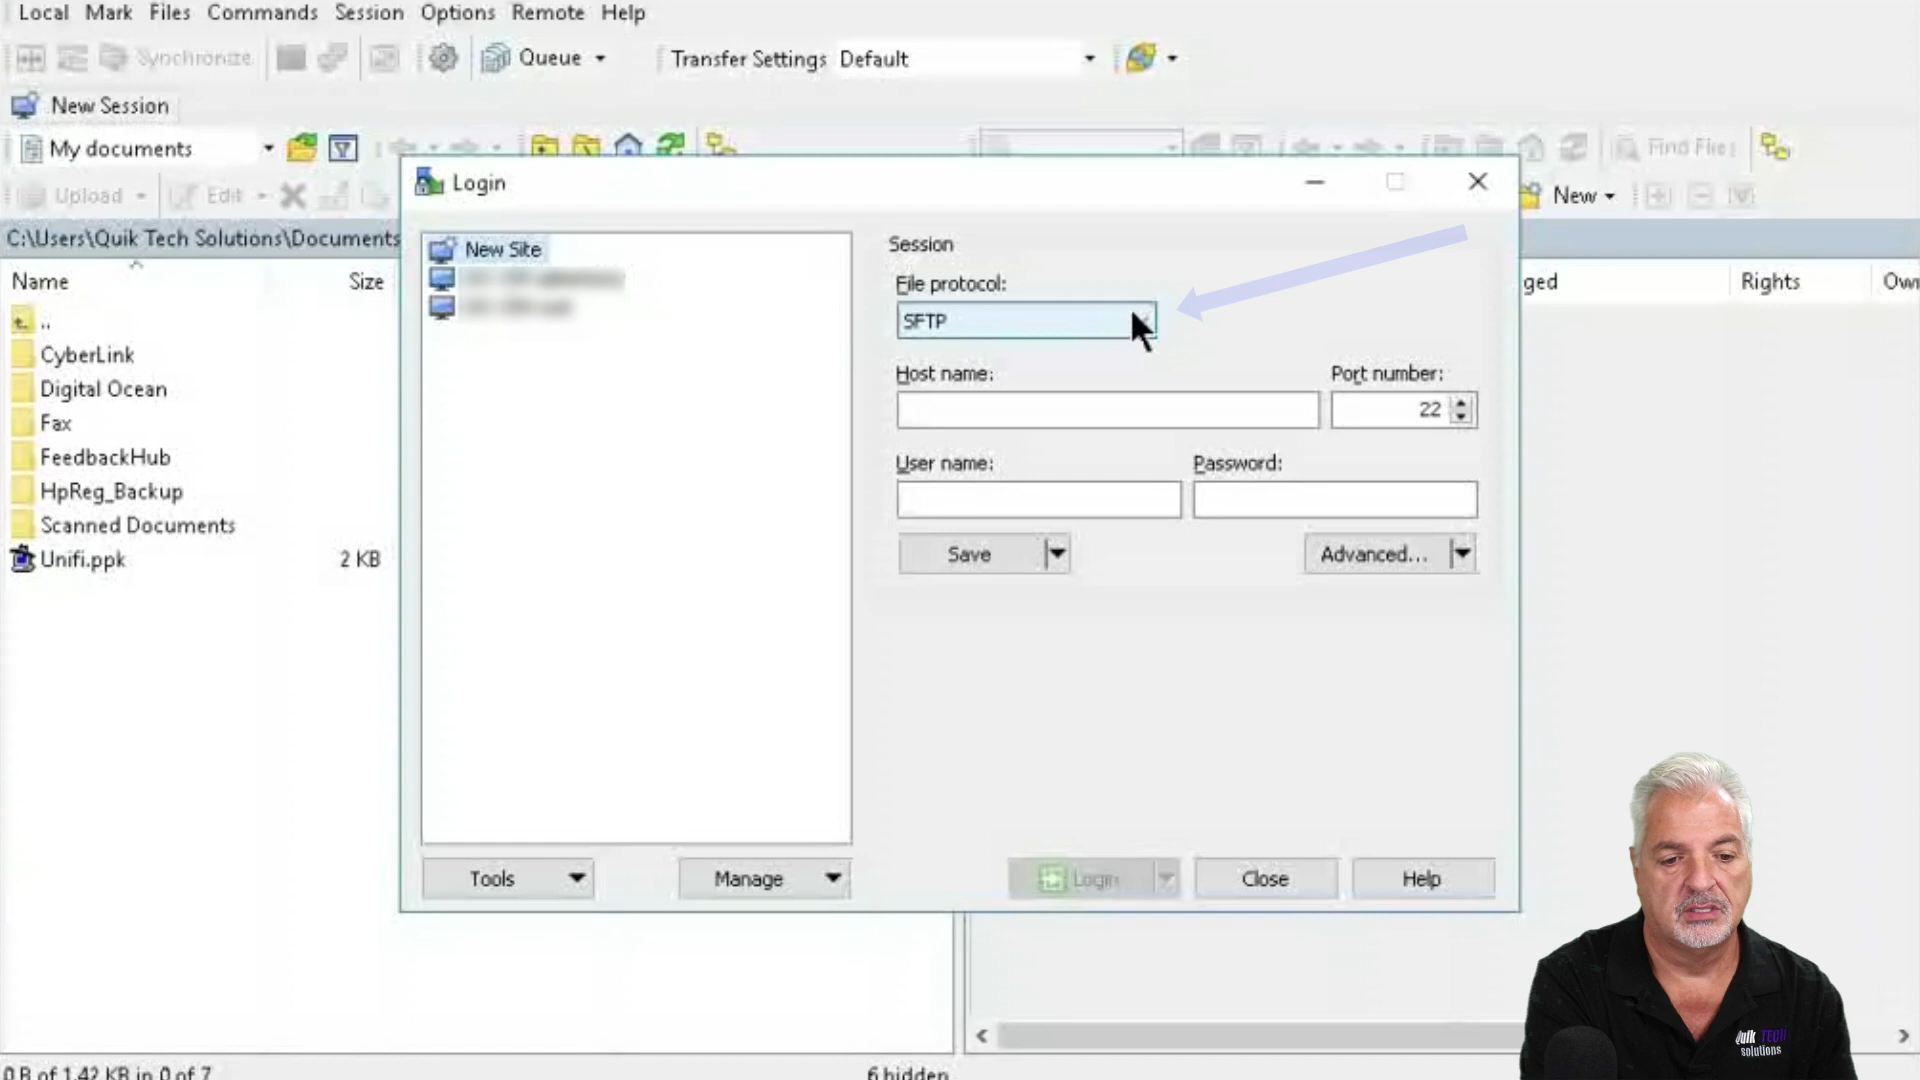 Local Mark Files Commands Session Options Remote Help
Synchronize Queue Transfer Settings Default
New Session
My documents Find Files
Upload Edit New
Login
C:\Users\Quik Tech Solutions\Documents
Name Size
..
CyberLink
Digital Ocean
Fax
FeedbackHub
HpReg_Backup
Scanned Documents
Unifi.ppk 2 KB
New Site
Session
File protocol:
SFTP
Host name: Port number:
22
User name: Password:
Save Advanced...
Tools Manage Login Close Help
ged Rights Own
0 B of 1.42 KB in 0 of 7 6 hidden
Quik TECH
solutions